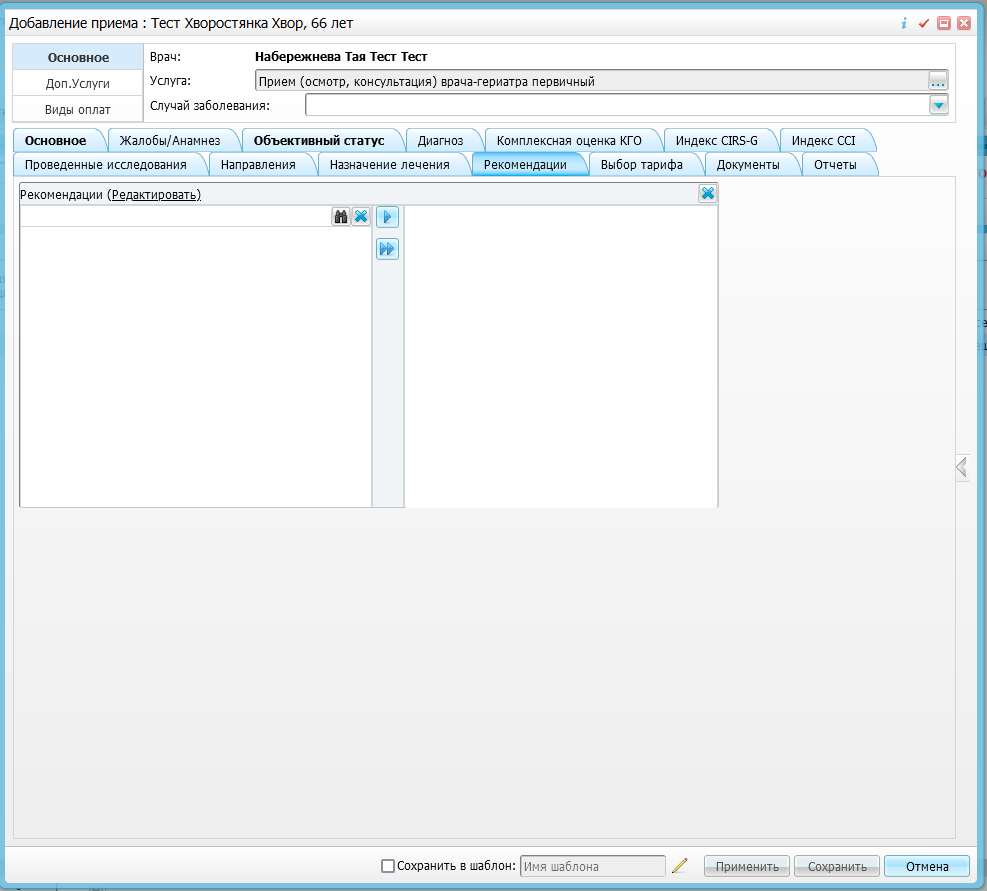 Добавление приема : Тест Хворостянка Хвор, 66 лет
Основное
Доп.Услуги
Виды оплат
Врач: Набережнева Тая Тест Тест
Услуга: Прием (осмотр, консультация) врача-гериатра первичный ...
Случай заболевания:
Основное Жалобы/Анамнез Объективный статус Диагноз Комплексная оценка КГО Индекс CIRS-G Индекс CCI
Проведенные исследования Направления Назначение лечения Рекомендации Выбор тарифа Документы Отчеты
Рекомендации (Редактировать)
Сохранить в шаблон: Имя шаблона Применить Сохранить Отмена